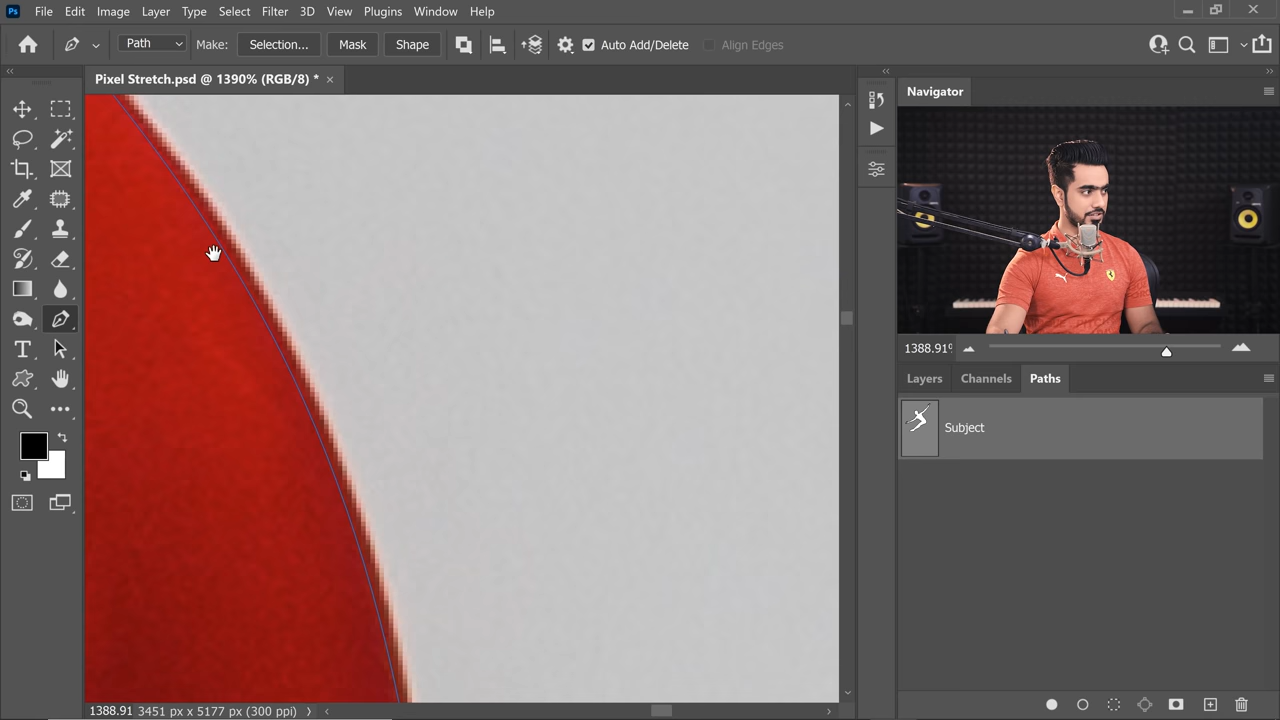 Ps File Edit Image Layer Type Select Filter 3D View Plugins Window Help
Path Make: Selection... Mask Shape Auto Add/Delete Align Edges
Pixel Stretch.psd @ 1390% (RGB/8) *
Navigator
1388.91%
Layers Channels Paths
Subject
1388.91 3451 px x 5177 px (300 ppi)